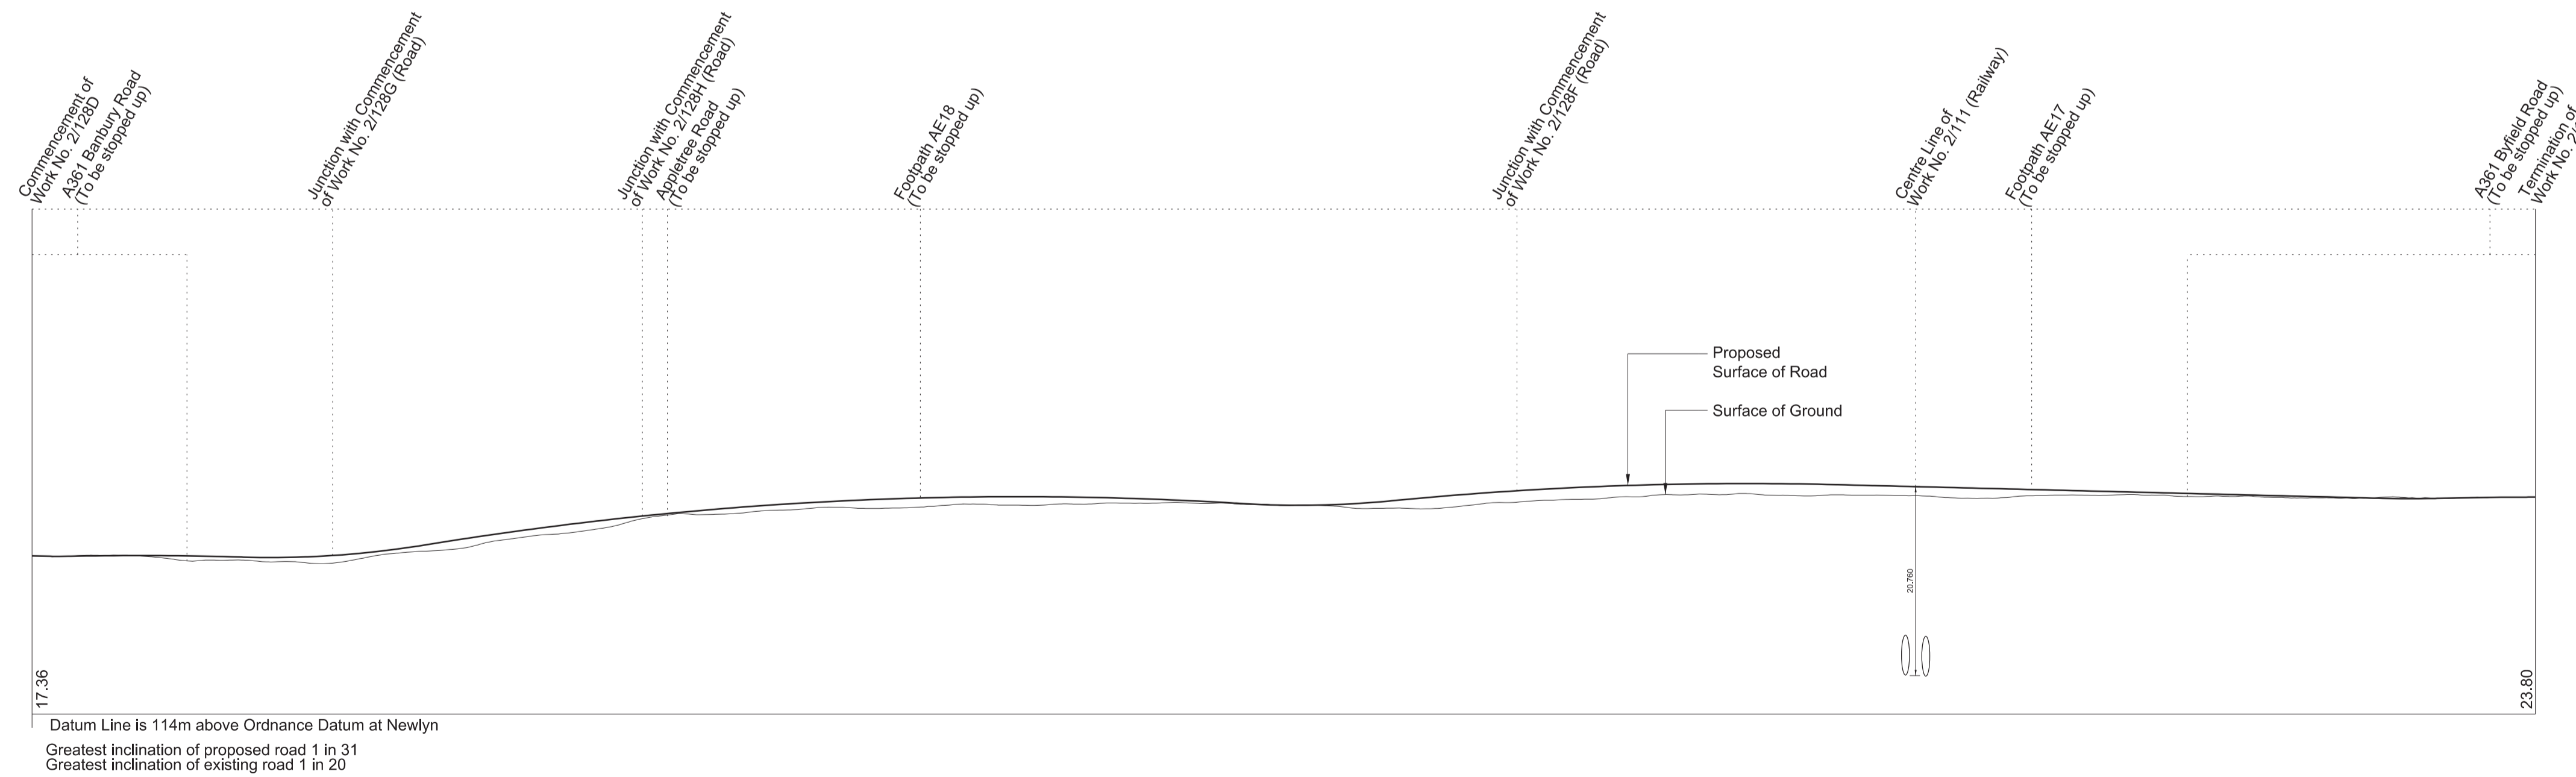 Commencement of
Work No. 2/128D
A361 Banbury Road
(To be stopped up)
Junction with Commencement
of Work No. 2/128G (Road)
Junction with Commencement
of Work No. 2/128H (Road)
Appletree Road
(To be stopped up)
Footpath AE18
(To be stopped up)
Junction with Commencement
of Work No. 2/128F (Road)
Centre Line of
Work No. 2/111 (Railway)
Footpath AE17
(To be stopped up)
A361 Byfield Road
(To be stopped up)
Termination of
Work No.
Proposed
Surface of Road
Surface of Ground
20.760
17.36
23.80
Datum Line is 114m above Ordnance Datum at Newlyn
Greatest inclination of proposed road 1 in 31
Greatest inclination of existing road 1 in 20